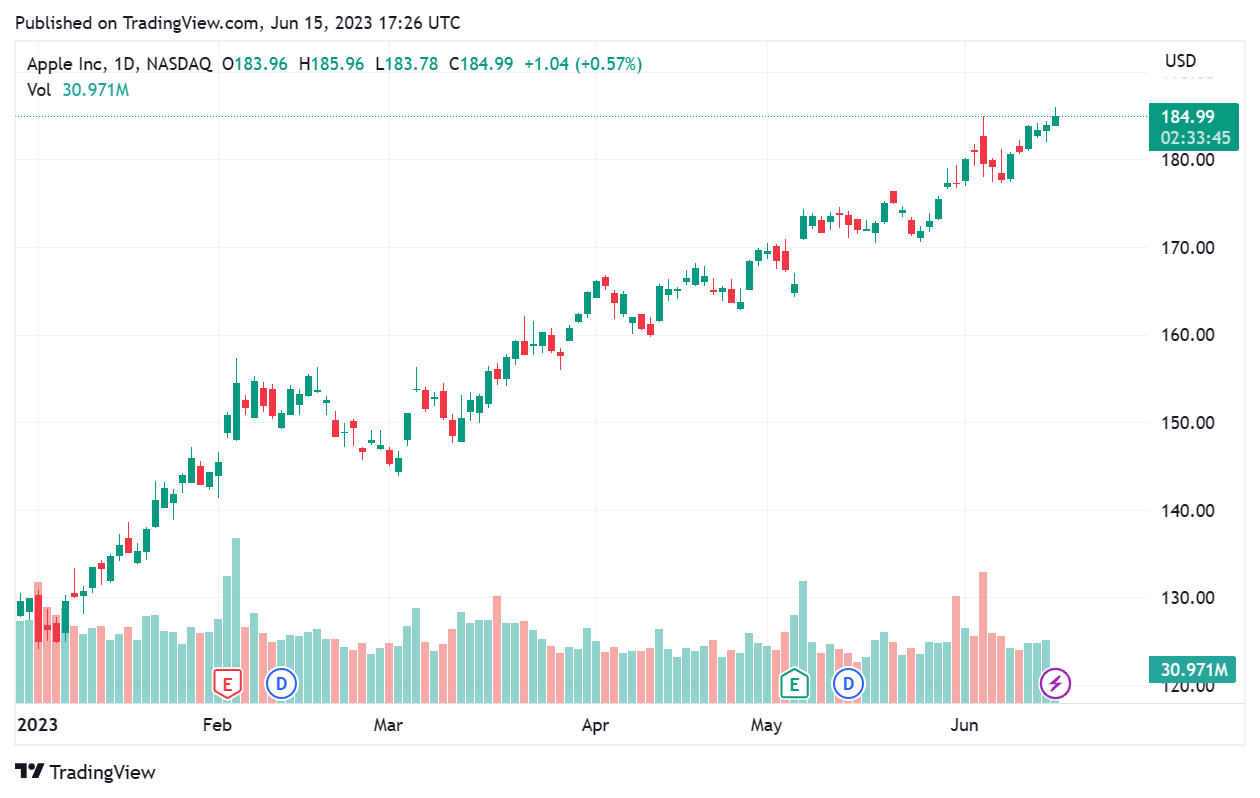 Published on TradingView.com, Jun 15, 2023 17:26 UTC
Apple Inc, 1D, NASDAQ O183.96 H185.96 L183.78 C184.99 +1.04 (+0.57%)
USD
Vol 30.971M
184.99
02:33:45
180.00
170.00
160.00
150.00
140.00
130.00
30.971M
120.00
E D E D
2023 Feb Mar Apr May Jun
TradingView